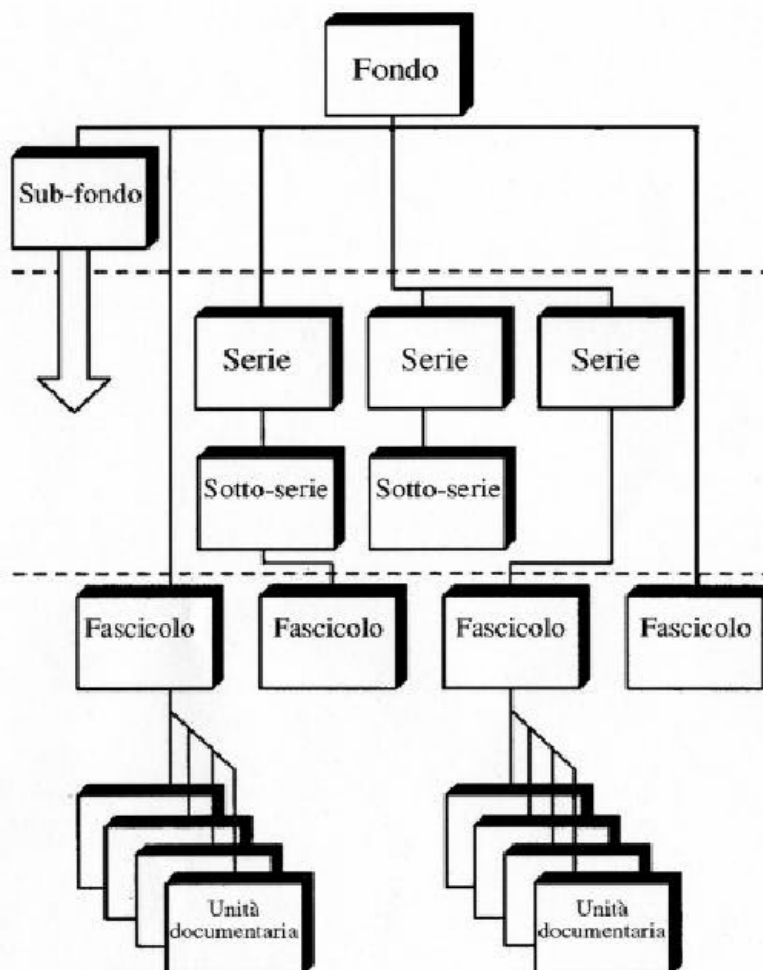 Fondo
Sub-fondo
Serie
Serie
Serie
Sotto-serie
Sotto-serie
Fascicolo
Fascicolo
Fascicolo
Fascicolo
Unità
documentaria
Unità
documentaria